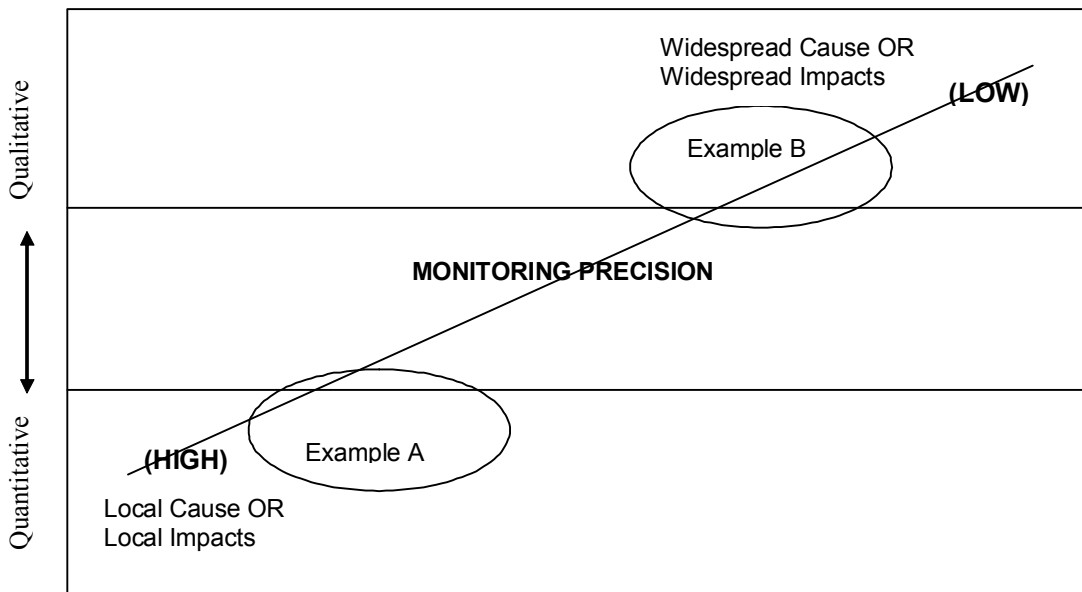 Widespread Cause OR
Widespread Impacts
(LOW)
Qualitative
Example B
MONITORING PRECISION
Example A
(HIGH)
Quantitative
Local Cause OR
Local Impacts